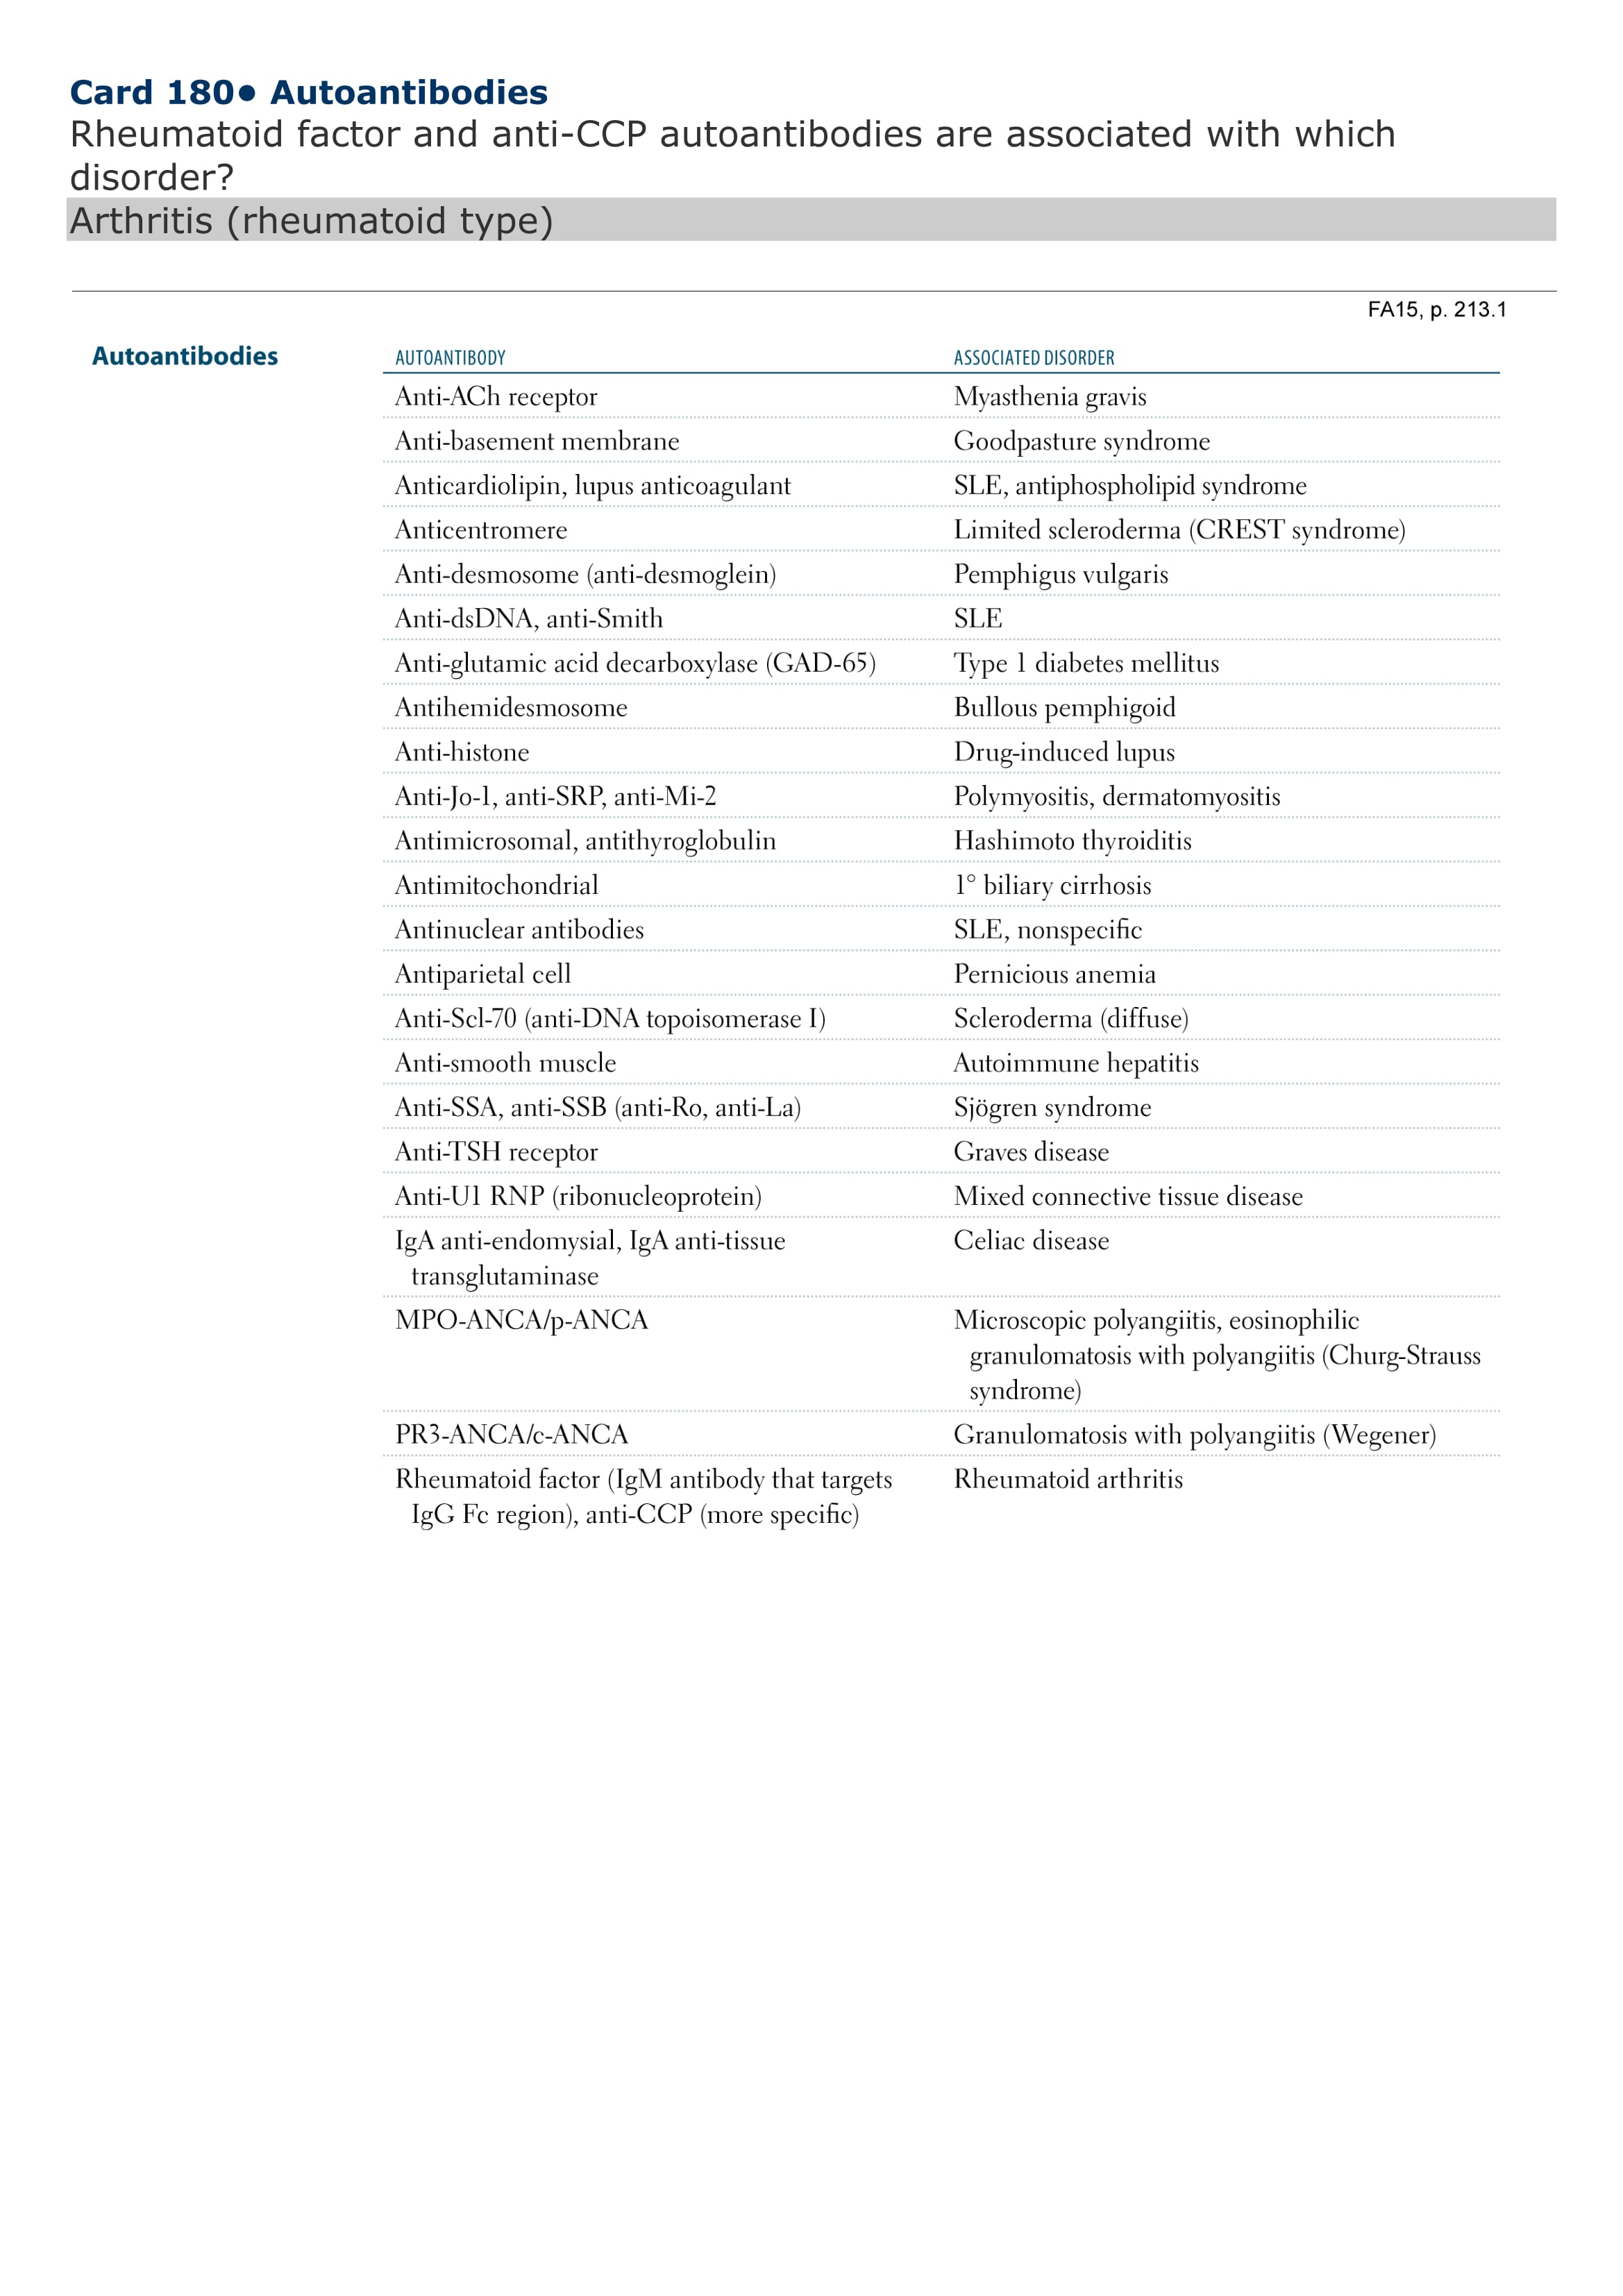 Card 180• Autoantibodies
Rheumatoid factor and anti-CCP autoantibodies are associated with which
disorder?
Arthritis (rheumatoid type)
FA15, p. 213.1
Autoantibodies
AUTOANTIBODY ASSOCIATED DISORDER
Anti-ACh receptor Myasthenia gravis
Anti-basement membrane Goodpasture syndrome
Anticardiolipin, lupus anticoagulant SLE, antiphospholipid syndrome
Anticentromere Limited scleroderma (CREST syndrome)
Anti-desmosome (anti-desmoglein) Pemphigus vulgaris
Anti-dsDNA, anti-Smith SLE
Anti-glutamic acid decarboxylase (GAD-65) Type 1 diabetes mellitus
Antihemidesmosome Bullous pemphigoid
Anti-histone Drug-induced lupus
Anti-Jo-1, anti-SRP, anti-Mi-2 Polymyositis, dermatomyositis
Antimicrosomal, antithyroglobulin Hashimoto thyroiditis
Antimitochondrial 1° biliary cirrhosis
Antinuclear antibodies SLE, nonspecific
Antiparietal cell Pernicious anemia
Anti-Scl-70 (anti-DNA topoisomerase I) Scleroderma (diffuse)
Anti-smooth muscle Autoimmune hepatitis
Anti-SSA, anti-SSB (anti-Ro, anti-La) Sjögren syndrome
Anti-TSH receptor Graves disease
Anti-U1 RNP (ribonucleoprotein) Mixed connective tissue disease
IgA anti-endomysial, IgA anti-tissue Celiac disease
transglutaminase
MPO-ANCA/p-ANCA Microscopic polyangiitis, eosinophilic
granulomatosis with polyangiitis (Churg-Strauss
syndrome)
PR3-ANCA/c-ANCA Granulomatosis with polyangiitis (Wegener)
Rheumatoid factor (IgM antibody that targets Rheumatoid arthritis
IgG Fc region), anti-CCP (more specific)